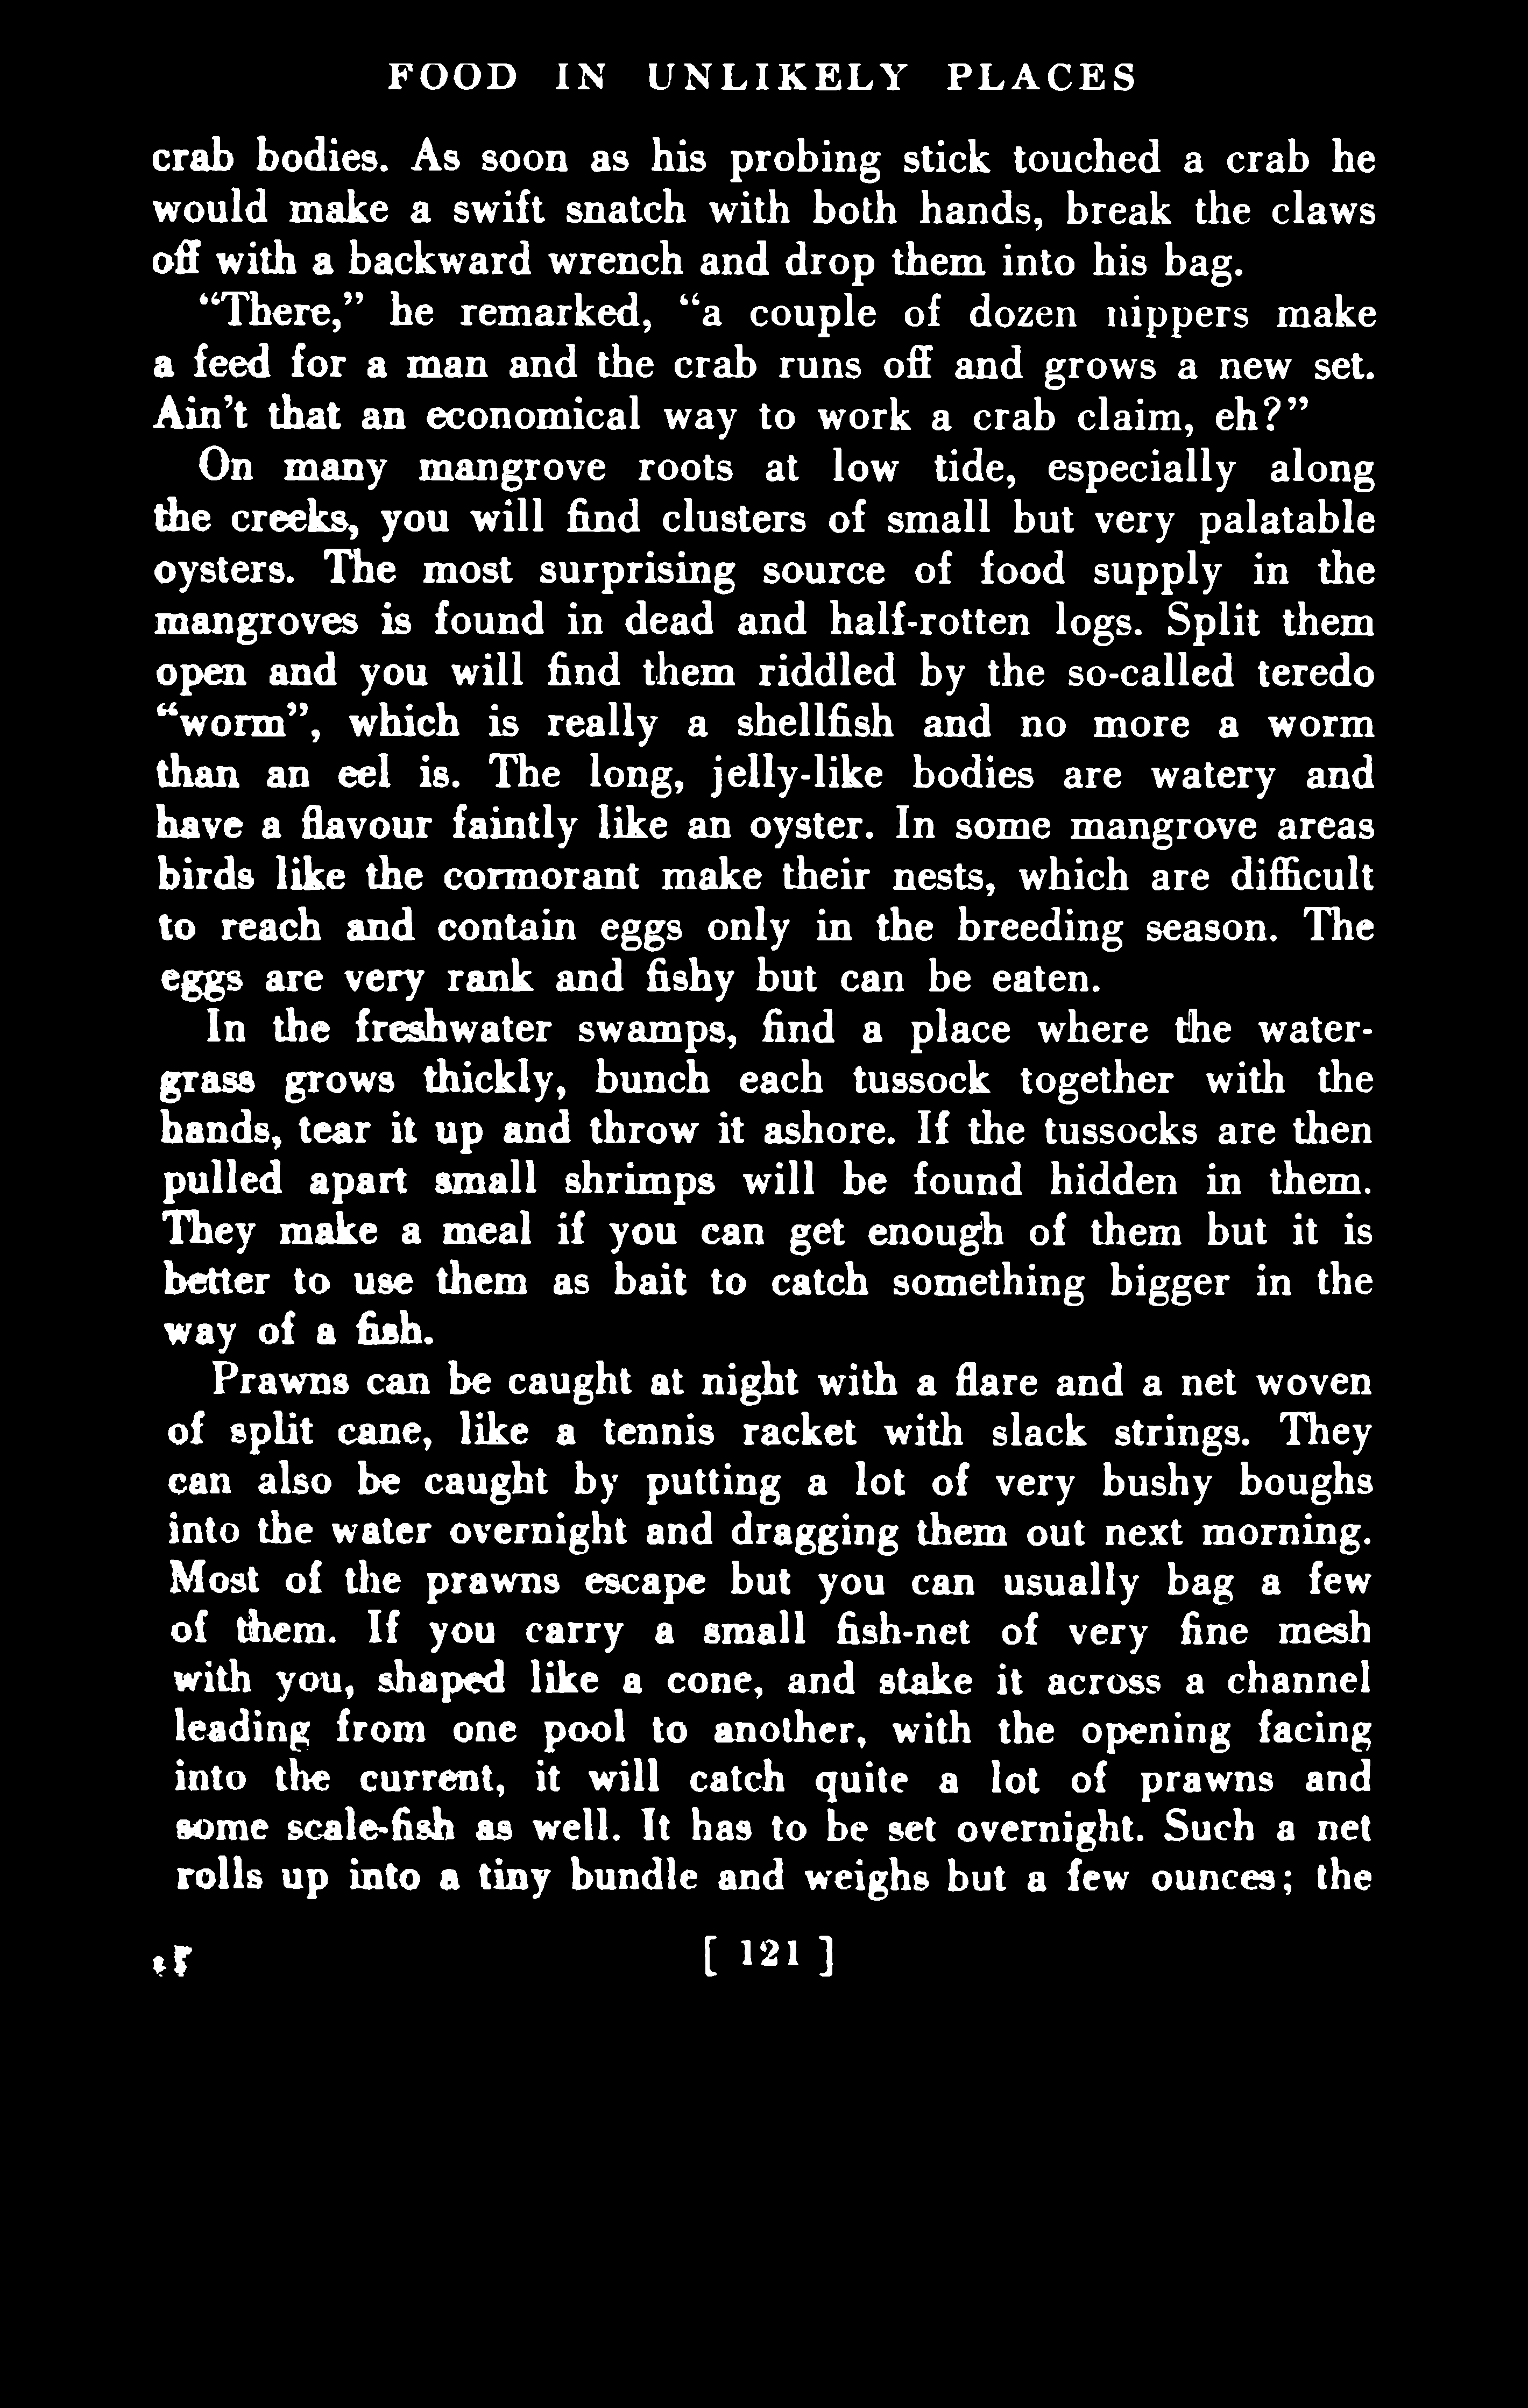 FOOD IN UNLIKELY PLACES
crab bodies. As soon as his probing stick touched a crab he
would make a swift snatch with both hands, break the claws
off with a backward wrench and drop them into his bag.
“There,” he remarked, “a couple of dozen nippers make
a feed for a man and the crab runs off and grows a new set.
Ain’t that an economical way to work a crab claim, eh?”
On many mangrove roots at low tide, especially along
the creeks, you will find clusters of small but very palatable
oysters. The most surprising source of food supply in the
mangroves is found in dead and half-rotten logs. Split them
open and you will find them riddled by the so-called teredo
“worm”, which is really a shellfish and no more a worm
than an eel is. The long, jelly-like bodies are watery and
have a flavour faintly like an oyster. In some mangrove areas
birds like the cormorant make their nests, which are difficult
to reach and contain eggs only in the breeding season. The
eggs are very rank and fishy but can be eaten.
In the freshwater swamps, find a place where the water-
grass grows thickly, bunch each tussock together with the
hands, tear it up and throw it ashore. If the tussocks are then
pulled apart small shrimps will be found hidden in them.
They make a meal if you can get enough of them but it is
better to use them as bait to catch something bigger in the
way of a fish.
Prawns can be caught at night with a flare and a net woven
of split cane, like a tennis racket with slack strings. They
can also be caught by putting a lot of very bushy boughs
into the water overnight and dragging them out next morning.
Most of the prawns escape but you can usually bag a few
of them. If you carry a small fish-net of very fine mesh
with you, shaped like a cone, and stake it across a channel
leading from one pool to another, with the opening facing
into the current, it will catch quite a lot of prawns and
some scale-fish as well. It has to be set overnight. Such a net
rolls up into a tiny bundle and weighs but a few ounces; the
[ 121 ]